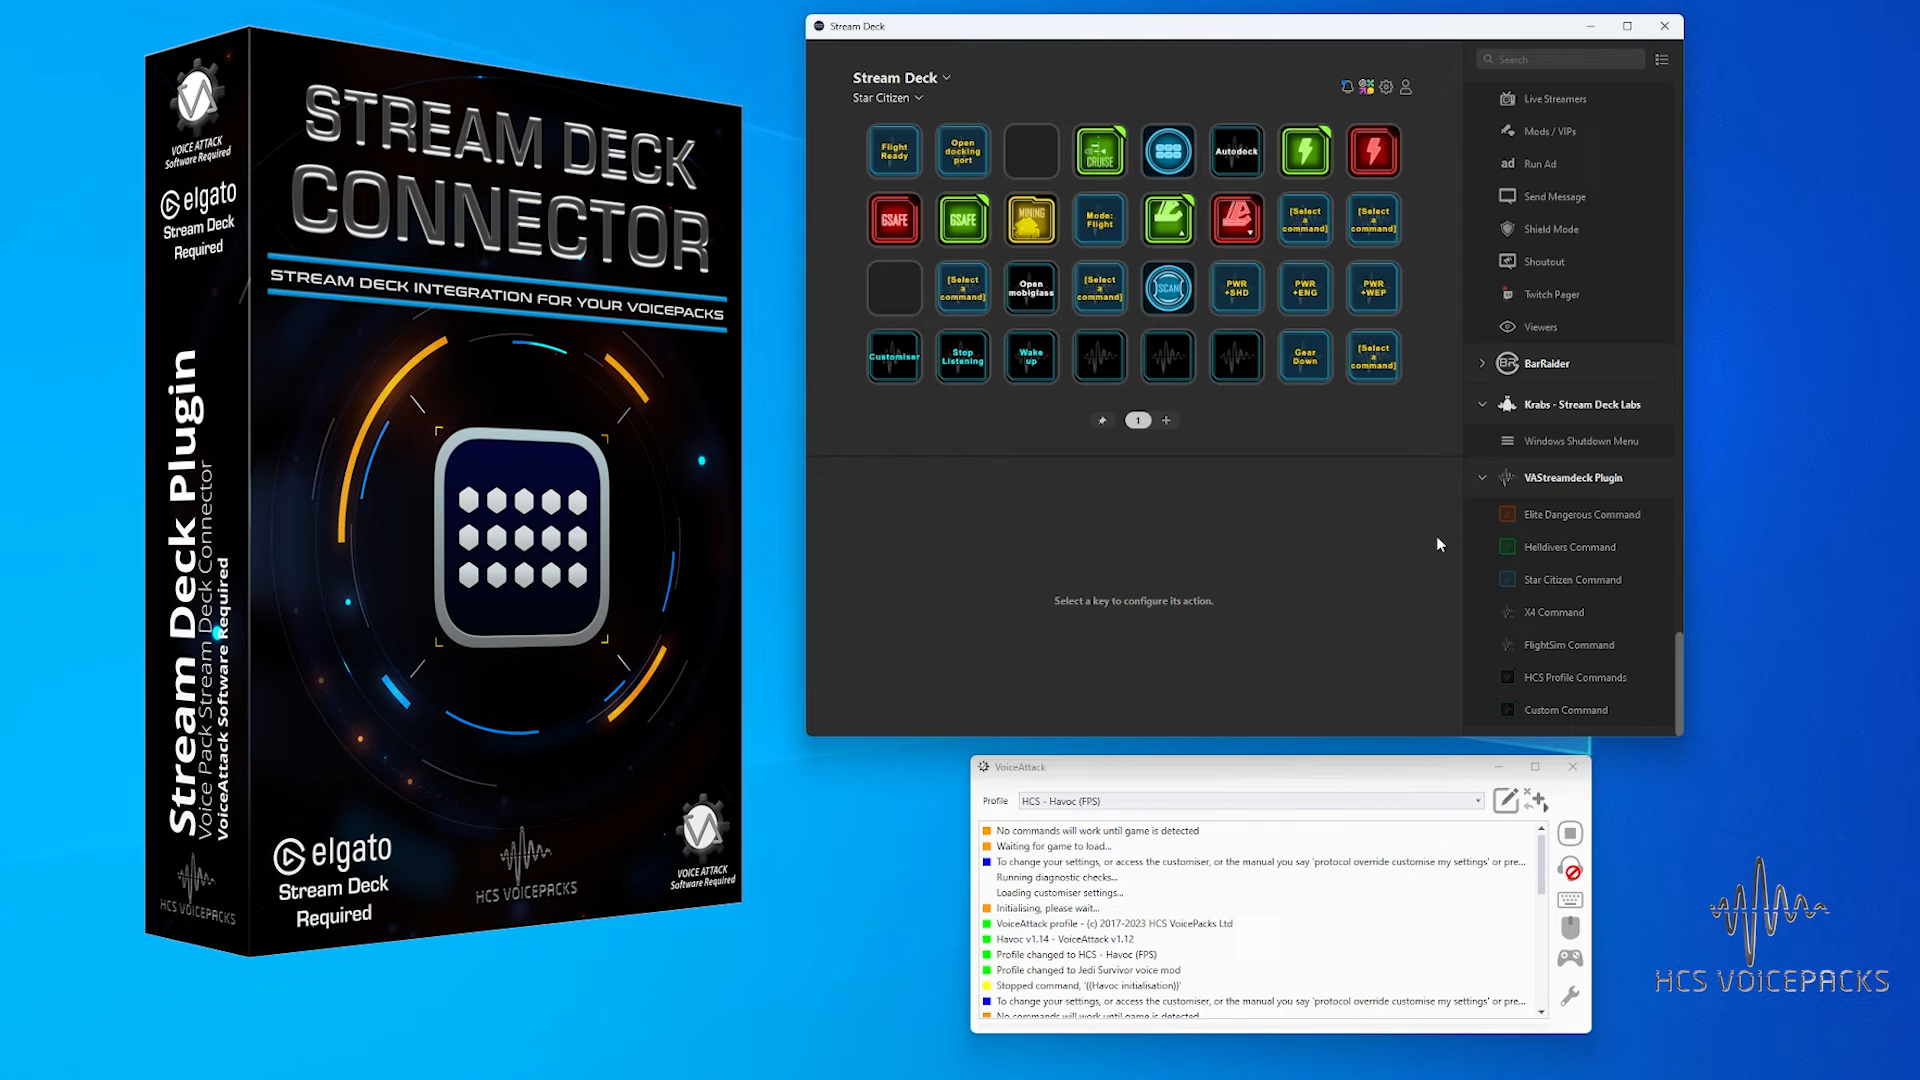 VOICE ATTACK
Software Required
elgato
Stream Deck
Required
Stream Deck Plugin
Voice Pack Stream Deck Connector
VoiceAttack Software Required
HCS VOICEPACKS
STREAM DECK
CONNECTOR
STREAM DECK INTEGRATION FOR YOUR VOICEPACKS
elgato
Stream Deck
Required
HCS VOICEPACKS
VOICE ATTACK
Software Required
Stream Deck
Stream Deck
Star Citizen
Flight
Ready
Open
docking
port
CRUISE
Autodock
GSAFE
GSAFE
MINING
Mode:
Flight
[Select
a
command]
[Select
a
command]
[Select
a
command]
Open
mobiglass
[Select
a
command]
SCAN
PWR
+SHD
PWR
+ENG
PWR
+WEP
Customiser
Stop
Listening
Wake
up
Gear
Down
[Select
a
command]
1
Select a key to configure its action.
Search
Live Streamers
Mods / VIPs
ad Run Ad
Send Message
Shield Mode
Shoutout
Twitch Pager
Viewers
BR BarRaider
Krabs - Stream Deck Labs
Windows Shutdown Menu
VAStreamdeck Plugin
Elite Dangerous Command
Helldivers Command
Star Citizen Command
X4 Command
FlightSim Command
HCS Profile Commands
Custom Command
VoiceAttack
Profile HCS - Havoc (FPS)
No commands will work until game is detected
Waiting for game to load...
To change your settings, or access the customiser, or the manual you say 'protocol override customise my settings' or pre...
Running diagnostic checks...
Loading customiser settings...
Initialising, please wait...
VoiceAttack profile - (c) 2017-2023 HCS VoicePacks Ltd
Havoc v1.14 - VoiceAttack v1.12
Profile changed to HCS - Havoc (FPS)
Profile changed to Jedi Survivor voice mod
Stopped command, '((Havoc initialisation))'
To change your settings, or access the customiser, or the manual you say 'protocol override customise my settings' or pre...
No commands will work until game is detected
HCS VOICEPACKS